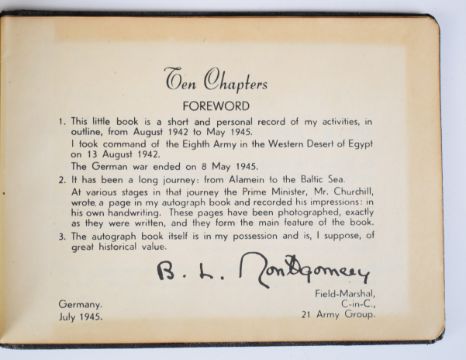 Ten Chapters
FOREWORD
1. This little book is a short and personal record of my activities, in
outline, from August 1942 to May 1945.
I took command of the Eighth Army in the Western Desert of Egypt
on 13 August 1942.
The German war ended on 8 May 1945.
2. It has been a long journey: from Alamein to the Baltic Sea.
At various stages in that journey the Prime Minister, Mr. Churchill,
wrote a page in my autograph book and recorded his impressions: in
his own handwriting. These pages have been photographed, exactly
as they were written, and they form the main feature of the book.
3. The autograph book itself is in my possession and is, I suppose, of
great historical value.
B. L. Montgomery
Field-Marshal,
Germany. C-in-C.,
July 1945. 21 Army Group.